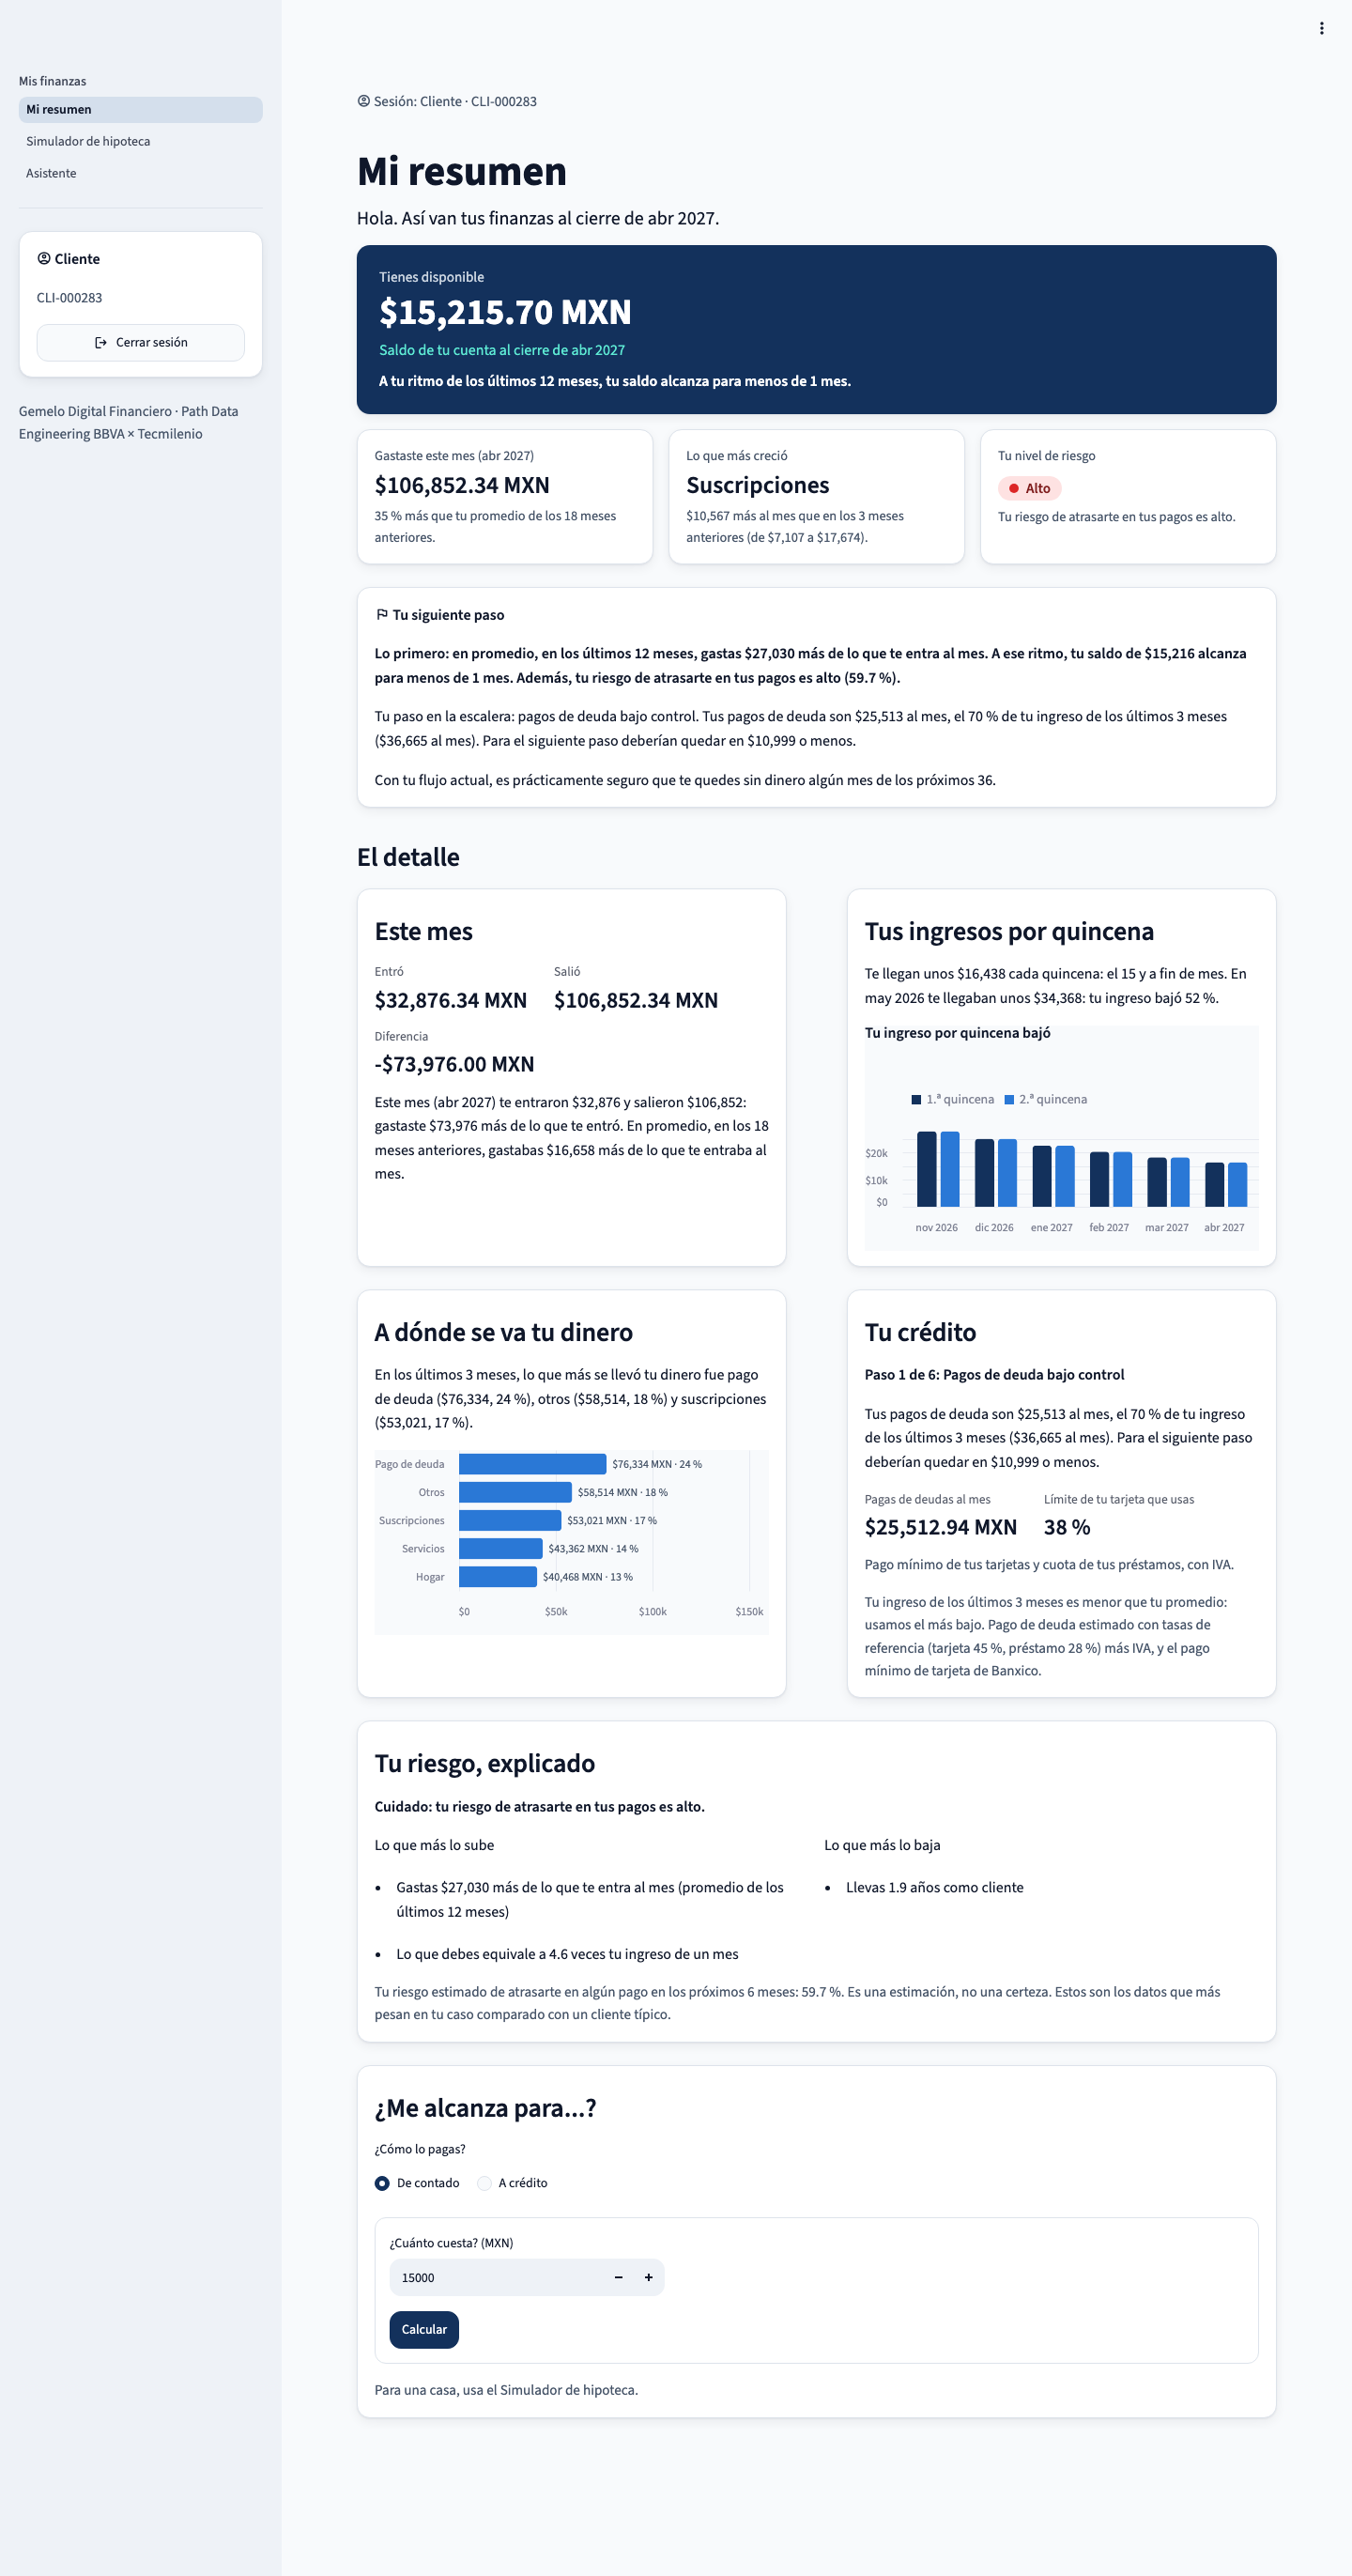 Mis finanzas
Mi resumen
Simulador de hipoteca
Asistente
Cliente
CLI-000283
Cerrar sesión
Gemelo Digital Financiero · Path Data
Engineering BBVA × Tecmilenio
Sesión: Cliente · CLI-000283
Mi resumen
Hola. Así van tus finanzas al cierre de abr 2027.
Tienes disponible
$15,215.70 MXN
Saldo de tu cuenta al cierre de abr 2027
A tu ritmo de los últimos 12 meses, tu saldo alcanza para menos de 1 mes.
Gastaste este mes (abr 2027)
$106,852.34 MXN
35 % más que tu promedio de los 18 meses
anteriores.
Lo que más creció
Suscripciones
$10,567 más al mes que en los 3 meses
anteriores (de $7,107 a $17,674).
Tu nivel de riesgo
Alto
Tu riesgo de atrasarte en tus pagos es alto.
Tu siguiente paso
Lo primero: en promedio, en los últimos 12 meses, gastas $27,030 más de lo que te entra al mes. A ese ritmo, tu saldo de $15,216 alcanza
para menos de 1 mes. Además, tu riesgo de atrasarte en tus pagos es alto (59.7 %).
Tu paso en la escalera: pagos de deuda bajo control. Tus pagos de deuda son $25,513 al mes, el 70 % de tu ingreso de los últimos 3 meses
($36,665 al mes). Para el siguiente paso deberían quedar en $10,999 o menos.
Con tu flujo actual, es prácticamente seguro que te quedes sin dinero algún mes de los próximos 36.
El detalle
Este mes
Entró
$32,876.34 MXN
Salió
$106,852.34 MXN
Diferencia
-$73,976.00 MXN
Este mes (abr 2027) te entraron $32,876 y salieron $106,852:
gastaste $73,976 más de lo que te entró. En promedio, en los 18
meses anteriores, gastabas $16,658 más de lo que te entraba al
mes.
Tus ingresos por quincena
Te llegan unos $16,438 cada quincena: el 15 y a fin de mes. En
may 2026 te llegaban unos $34,368: tu ingreso bajó 52 %.
Tu ingreso por quincena bajó
1.ª quincena
2.ª quincena
$20k
$10k
$0
nov 2026
dic 2026
ene 2027
feb 2027
mar 2027
abr 2027
A dónde se va tu dinero
En los últimos 3 meses, lo que más se llevó tu dinero fue pago
de deuda ($76,334, 24 %), otros ($58,514, 18 %) y suscripciones
($53,021, 17 %).
Pago de deuda
$76,334 MXN · 24 %
Otros
$58,514 MXN · 18 %
Suscripciones
$53,021 MXN · 17 %
Servicios
$43,362 MXN · 14 %
Hogar
$40,468 MXN · 13 %
$0
$50k
$100k
$150k
Tu crédito
Paso 1 de 6: Pagos de deuda bajo control
Tus pagos de deuda son $25,513 al mes, el 70 % de tu ingreso
de los últimos 3 meses ($36,665 al mes). Para el siguiente paso
deberían quedar en $10,999 o menos.
Pagas de deudas al mes
$25,512.94 MXN
Límite de tu tarjeta que usas
38 %
Pago mínimo de tus tarjetas y cuota de tus préstamos, con IVA.
Tu ingreso de los últimos 3 meses es menor que tu promedio:
usamos el más bajo. Pago de deuda estimado con tasas de
referencia (tarjeta 45 %, préstamo 28 %) más IVA, y el pago
mínimo de tarjeta de Banxico.
Tu riesgo, explicado
Cuidado: tu riesgo de atrasarte en tus pagos es alto.
Lo que más lo sube
• Gastas $27,030 más de lo que te entra al mes (promedio de los
últimos 12 meses)
• Lo que debes equivale a 4.6 veces tu ingreso de un mes
Lo que más lo baja
• Llevas 1.9 años como cliente
Tu riesgo estimado de atrasarte en algún pago en los próximos 6 meses: 59.7 %. Es una estimación, no una certeza. Estos son los datos que más
pesan en tu caso comparado con un cliente típico.
¿Me alcanza para...?
¿Cómo lo pagas?
De contado
A crédito
¿Cuánto cuesta? (MXN)
15000
Calcular
Para una casa, usa el Simulador de hipoteca.